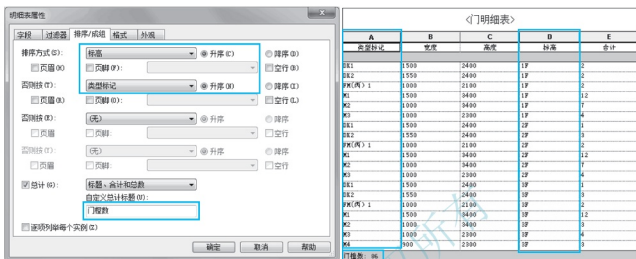 明细表属性
字段 过滤器 排序/成组 格式 外观
排序方式(S): 标高 升序(C) 降序(D)
页眉(H) 页脚(F): 空行(B)
否则按(T): 类型标记 升序(N) 降序(I)
页眉(R) 页脚(O): 空行(L)
否则按(E): (无) 升序 降序
页眉 页脚: 空行
否则按(Y): (无) 升序 降序
页眉 页脚: 空行
总计(G): 标题、合计和总数
自定义总计标题(U):
门樘数
逐项列举每个实例(Z)
确定 取消 帮助
<门明细表>
A B C D E
类型标记 宽度 高度 标高 合计
DK1 1500 2400 1F 2
DK2 1550 2400 1F 3
FM(丙)1 1000 2100 1F 2
M1 1500 3400 1F 12
M2 1000 3400 1F 7
M3 1000 2300 1F 4
DK1 1500 2400 2F 1
DK2 1550 2400 2F 3
FM(丙)1 1000 2100 2F 2
M1 1500 3400 2F 12
M2 1000 3400 2F 7
M3 1000 2300 2F 4
DK1 1500 2400 3F 1
DK2 1550 2400 3F 3
FM(丙)1 1000 2100 3F 2
M1 1500 3400 3F 12
M2 1000 3400 3F 3
M3 1000 2300 3F 4
M4 900 2300 3F 2
门樘数: 86